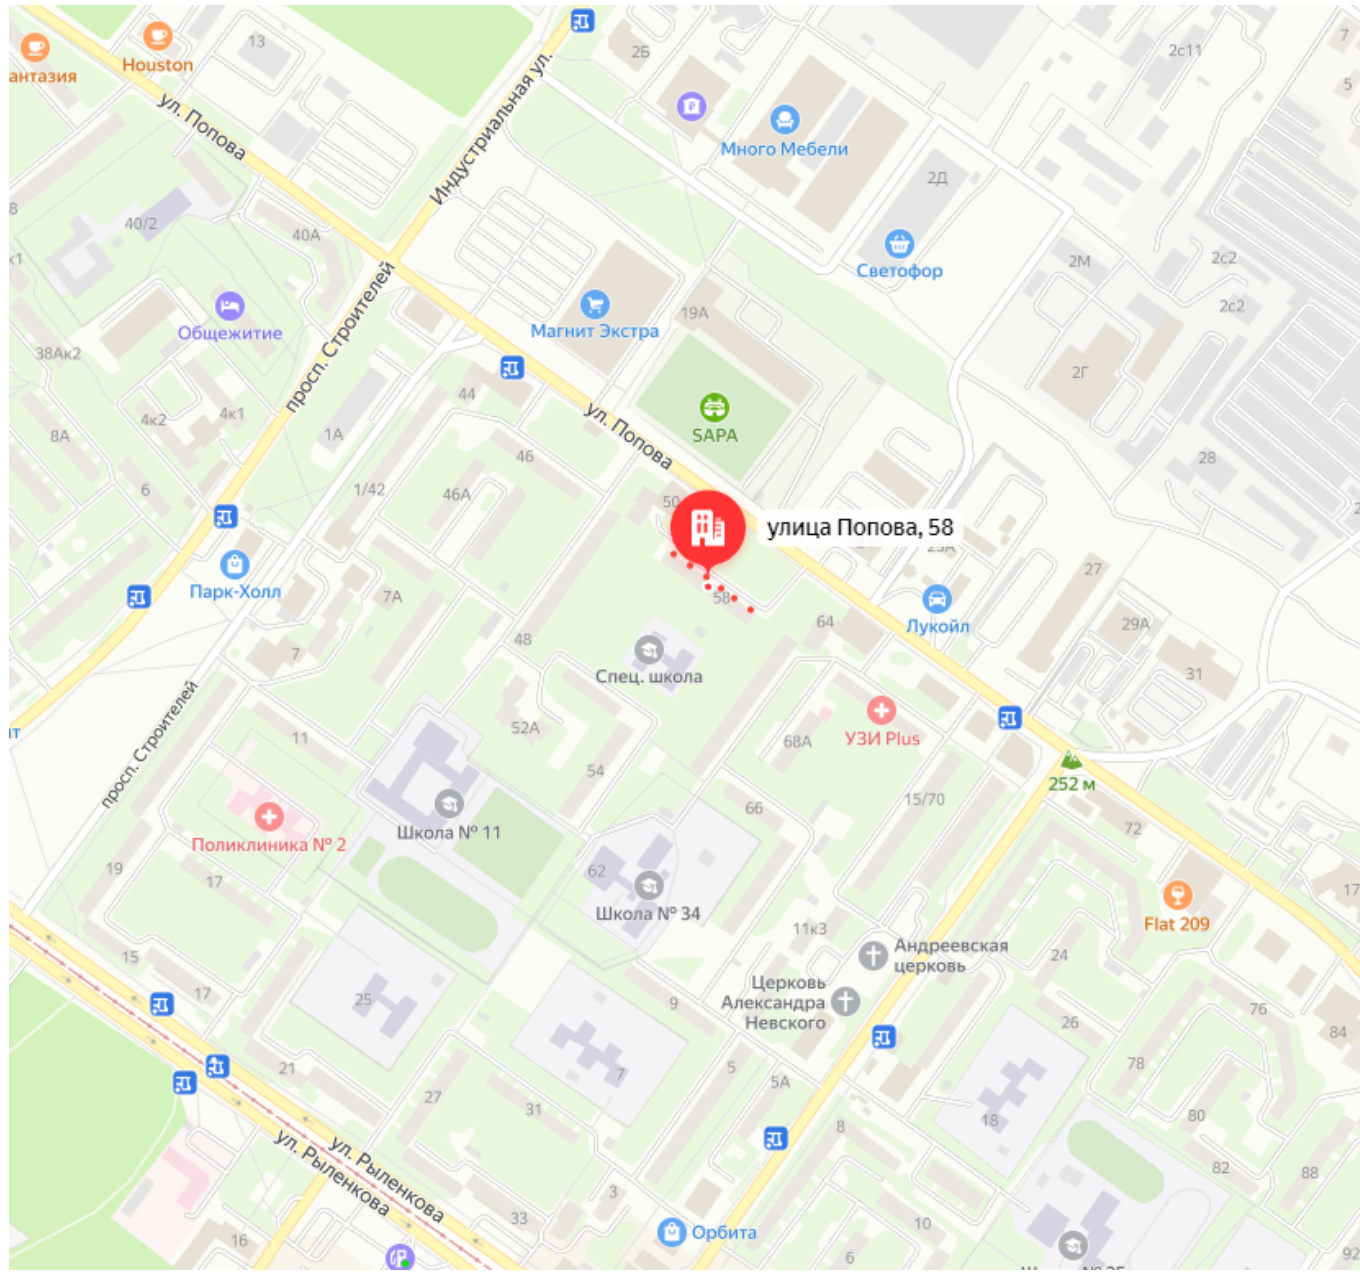 Houston
антазия
13
2Б
2с11
7
5
ул. Попова
Индустриальная ул.
Много Мебели
2Д
8
40/2
40А
к1
Светофор
2М
2с2
2с2
Общежитие
просп. Строителей
Магнит Экстра
19А
38Ак2
2Г
4к2
4к1
44
ул. Попова
SAPA
8А
1А
46
28
6
1/42
46А
50
улица Попова, 58
27
Парк-Холл
7А
58
64
Лукойл
29А
7
48
Спец. школа
31
просп. Строителей
11
52А
68А
УЗИ Plus
нт
54
252 м
66
15/70
72
Школа № 11
Поликлиника № 2
19
17
62
17
Школа № 34
Flat 209
11к3
Андреевская
церковь
15
24
17
25
Церковь
Александра
Невского
9
76
26
84
21
7
5
5А
78
27
31
18
80
8
ул. Рыленкова
ул. Рыленкова
82
88
3
33
10
16
Орбита
6
92